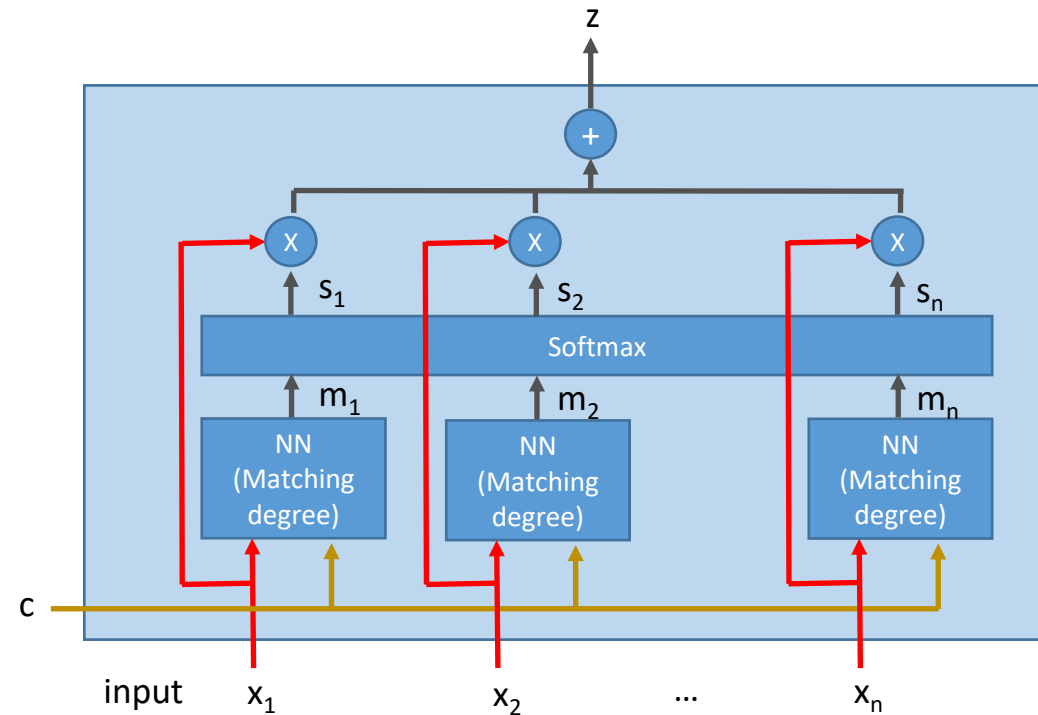 z
+
X X X
s₁ s₂ sₙ
Softmax
m₁ m₂ mₙ
NN
(Matching
degree)
NN
(Matching
degree)
NN
(Matching
degree)
c
input x₁ x₂ ... xₙ